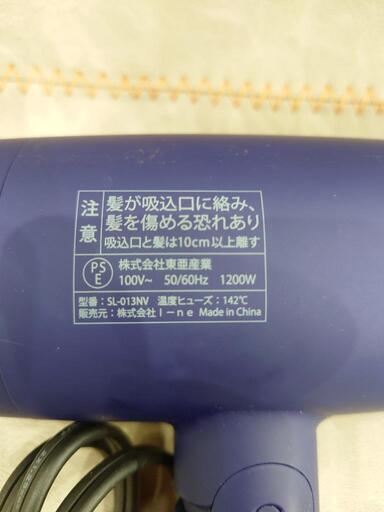 注意
髪が吸込口に絡み、
髪を傷める恐れあり
吸込口と髪は10cm以上離す
PSE
株式会社東亜産業
100V~ 50/60Hz 1200W
型番：SL-013NV 温度ヒューズ：142℃
販売元：株式会社I-ne Made in China